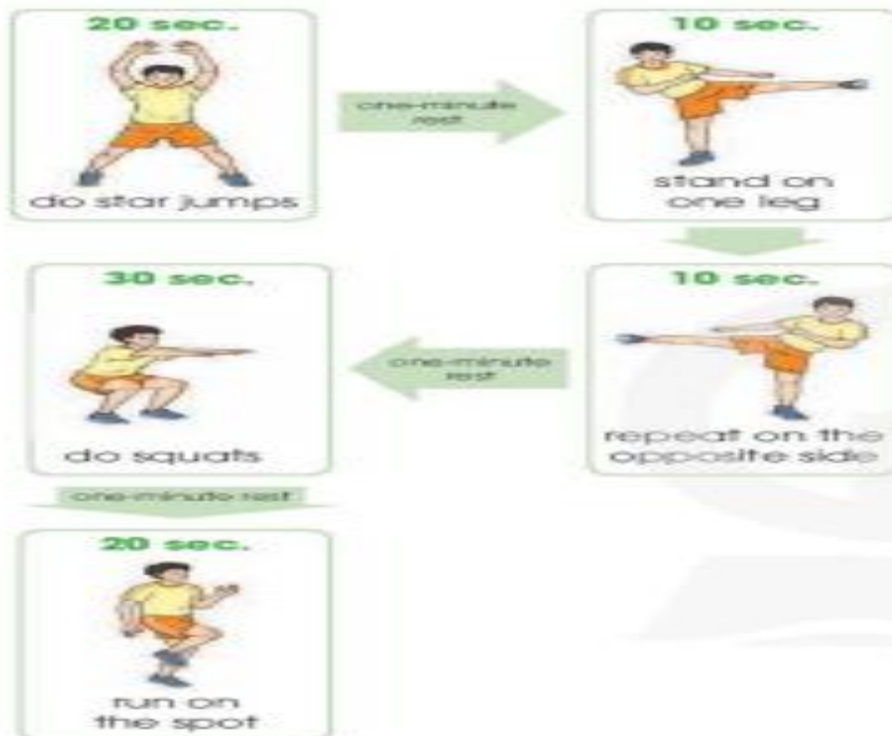 20 sec.
do star jumps
one-minute
rest
10 sec.
stand on
one leg
10 sec.
repeat on the
opposite side
one-minute
rest
30 sec.
do squats
one-minute rest
20 sec.
run on
the spot